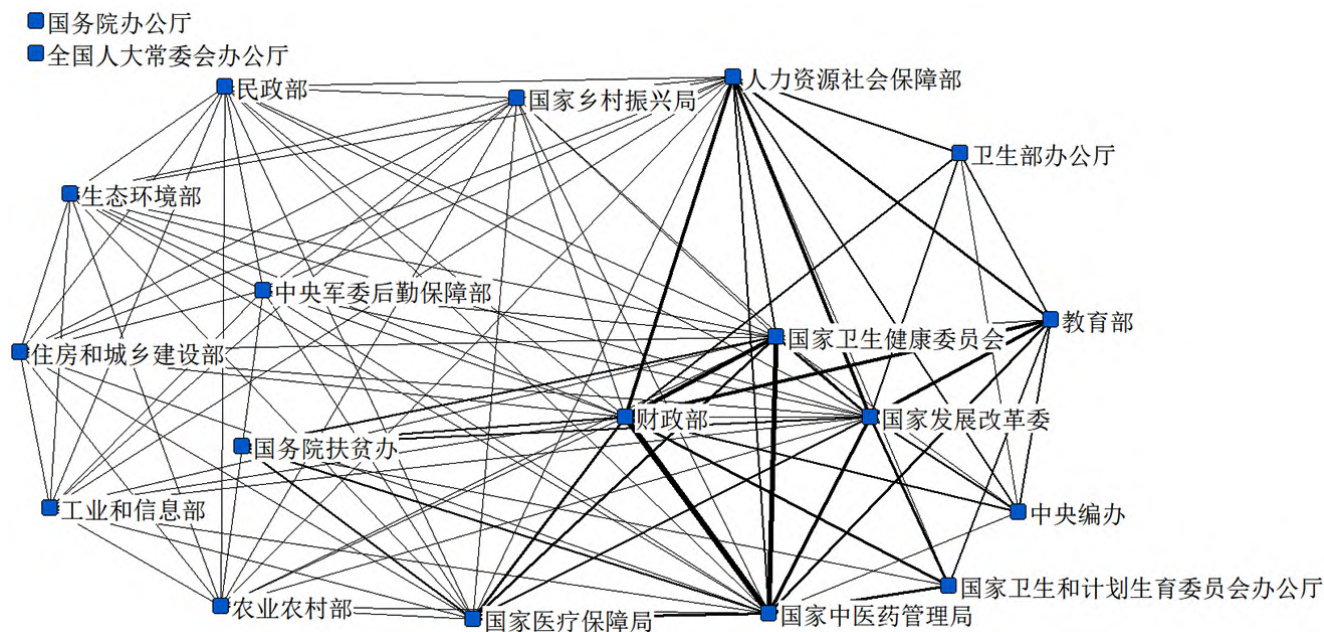 国务院办公厅
全国人大常委会办公厅
民政部
国家乡村振兴局
人力资源社会保障部
卫生部办公厅
生态环境部
中央军委后勤保障部
教育部
国家卫生健康委员会
住房和城乡建设部
财政部
国家发展改革委
国务院扶贫办
工业和信息部
中央编办
国家卫生和计划生育委员会办公厅
农业农村部
国家医疗保障局
国家中医药管理局